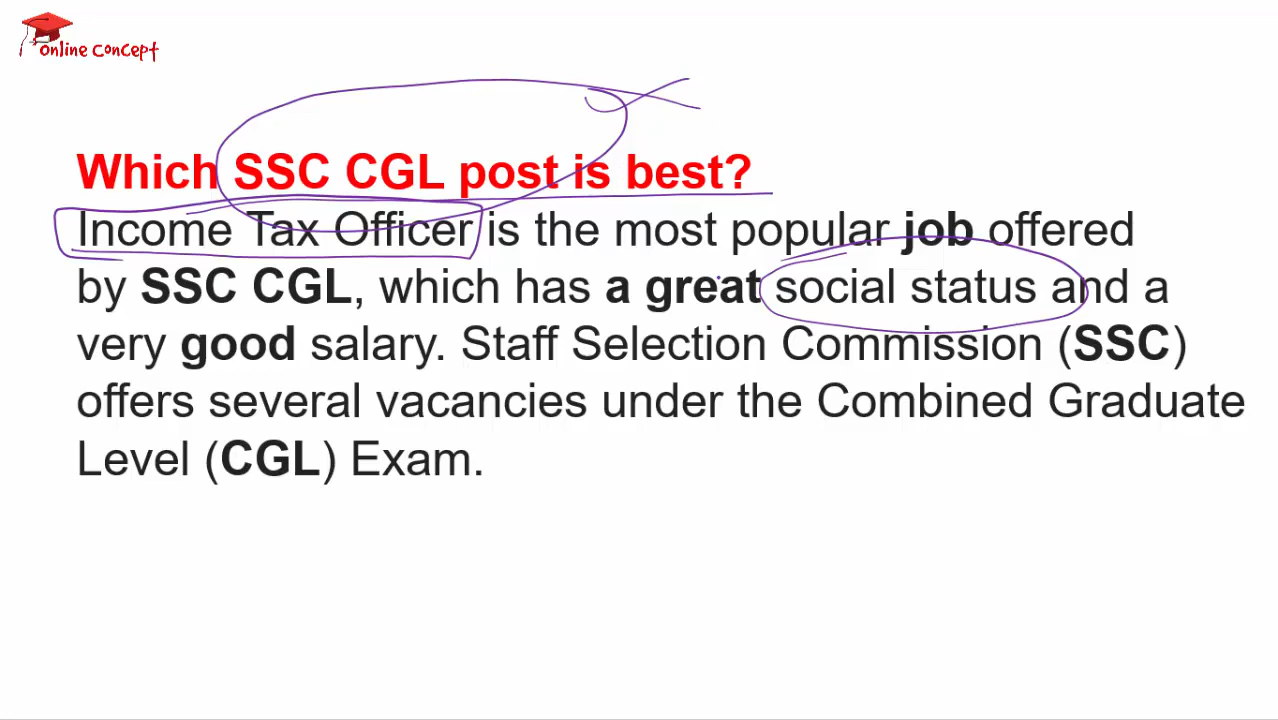 online concept
Which SSC CGL post is best?
Income Tax Officer is the most popular job offered
by SSC CGL, which has a great social status and a
very good salary. Staff Selection Commission (SSC)
offers several vacancies under the Combined Graduate
Level (CGL) Exam.